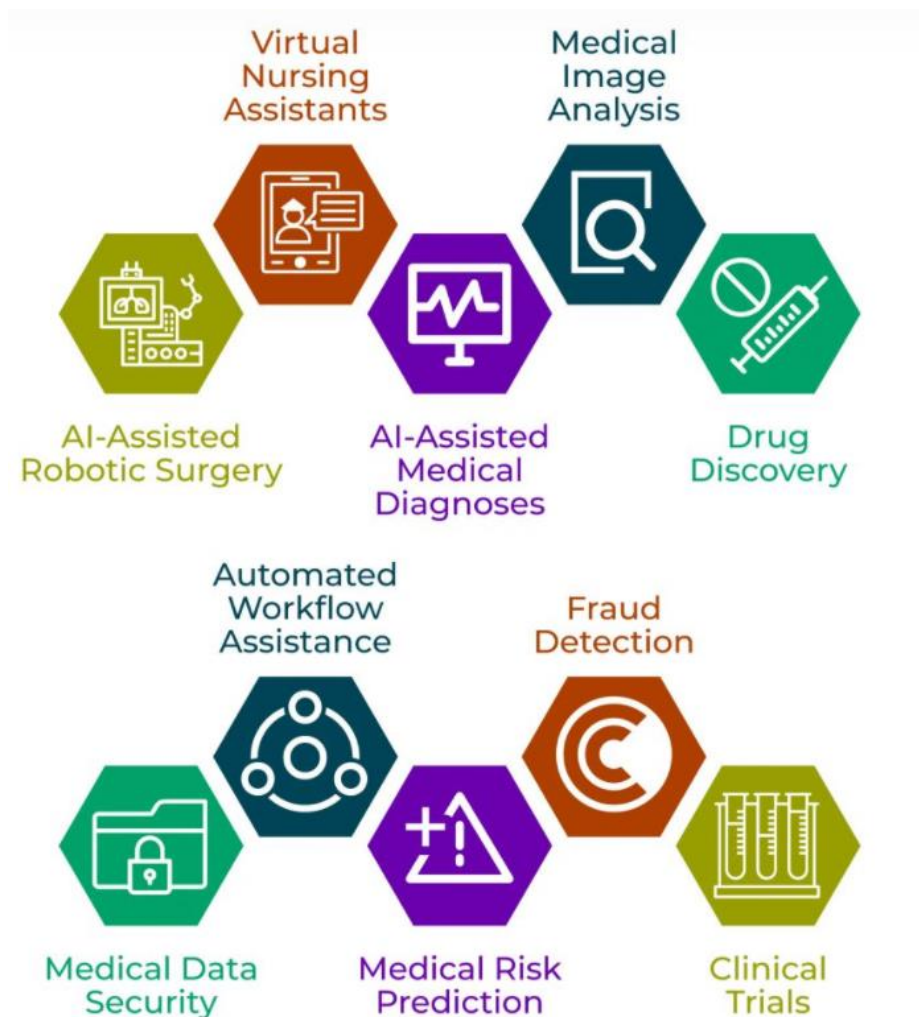 Virtual
Nursing
Assistants
Medical
Image
Analysis
AI-Assisted
Robotic Surgery
AI-Assisted
Medical
Diagnoses
Drug
Discovery
Automated
Workflow
Assistance
Fraud
Detection
Medical Data
Security
Medical Risk
Prediction
Clinical
Trials